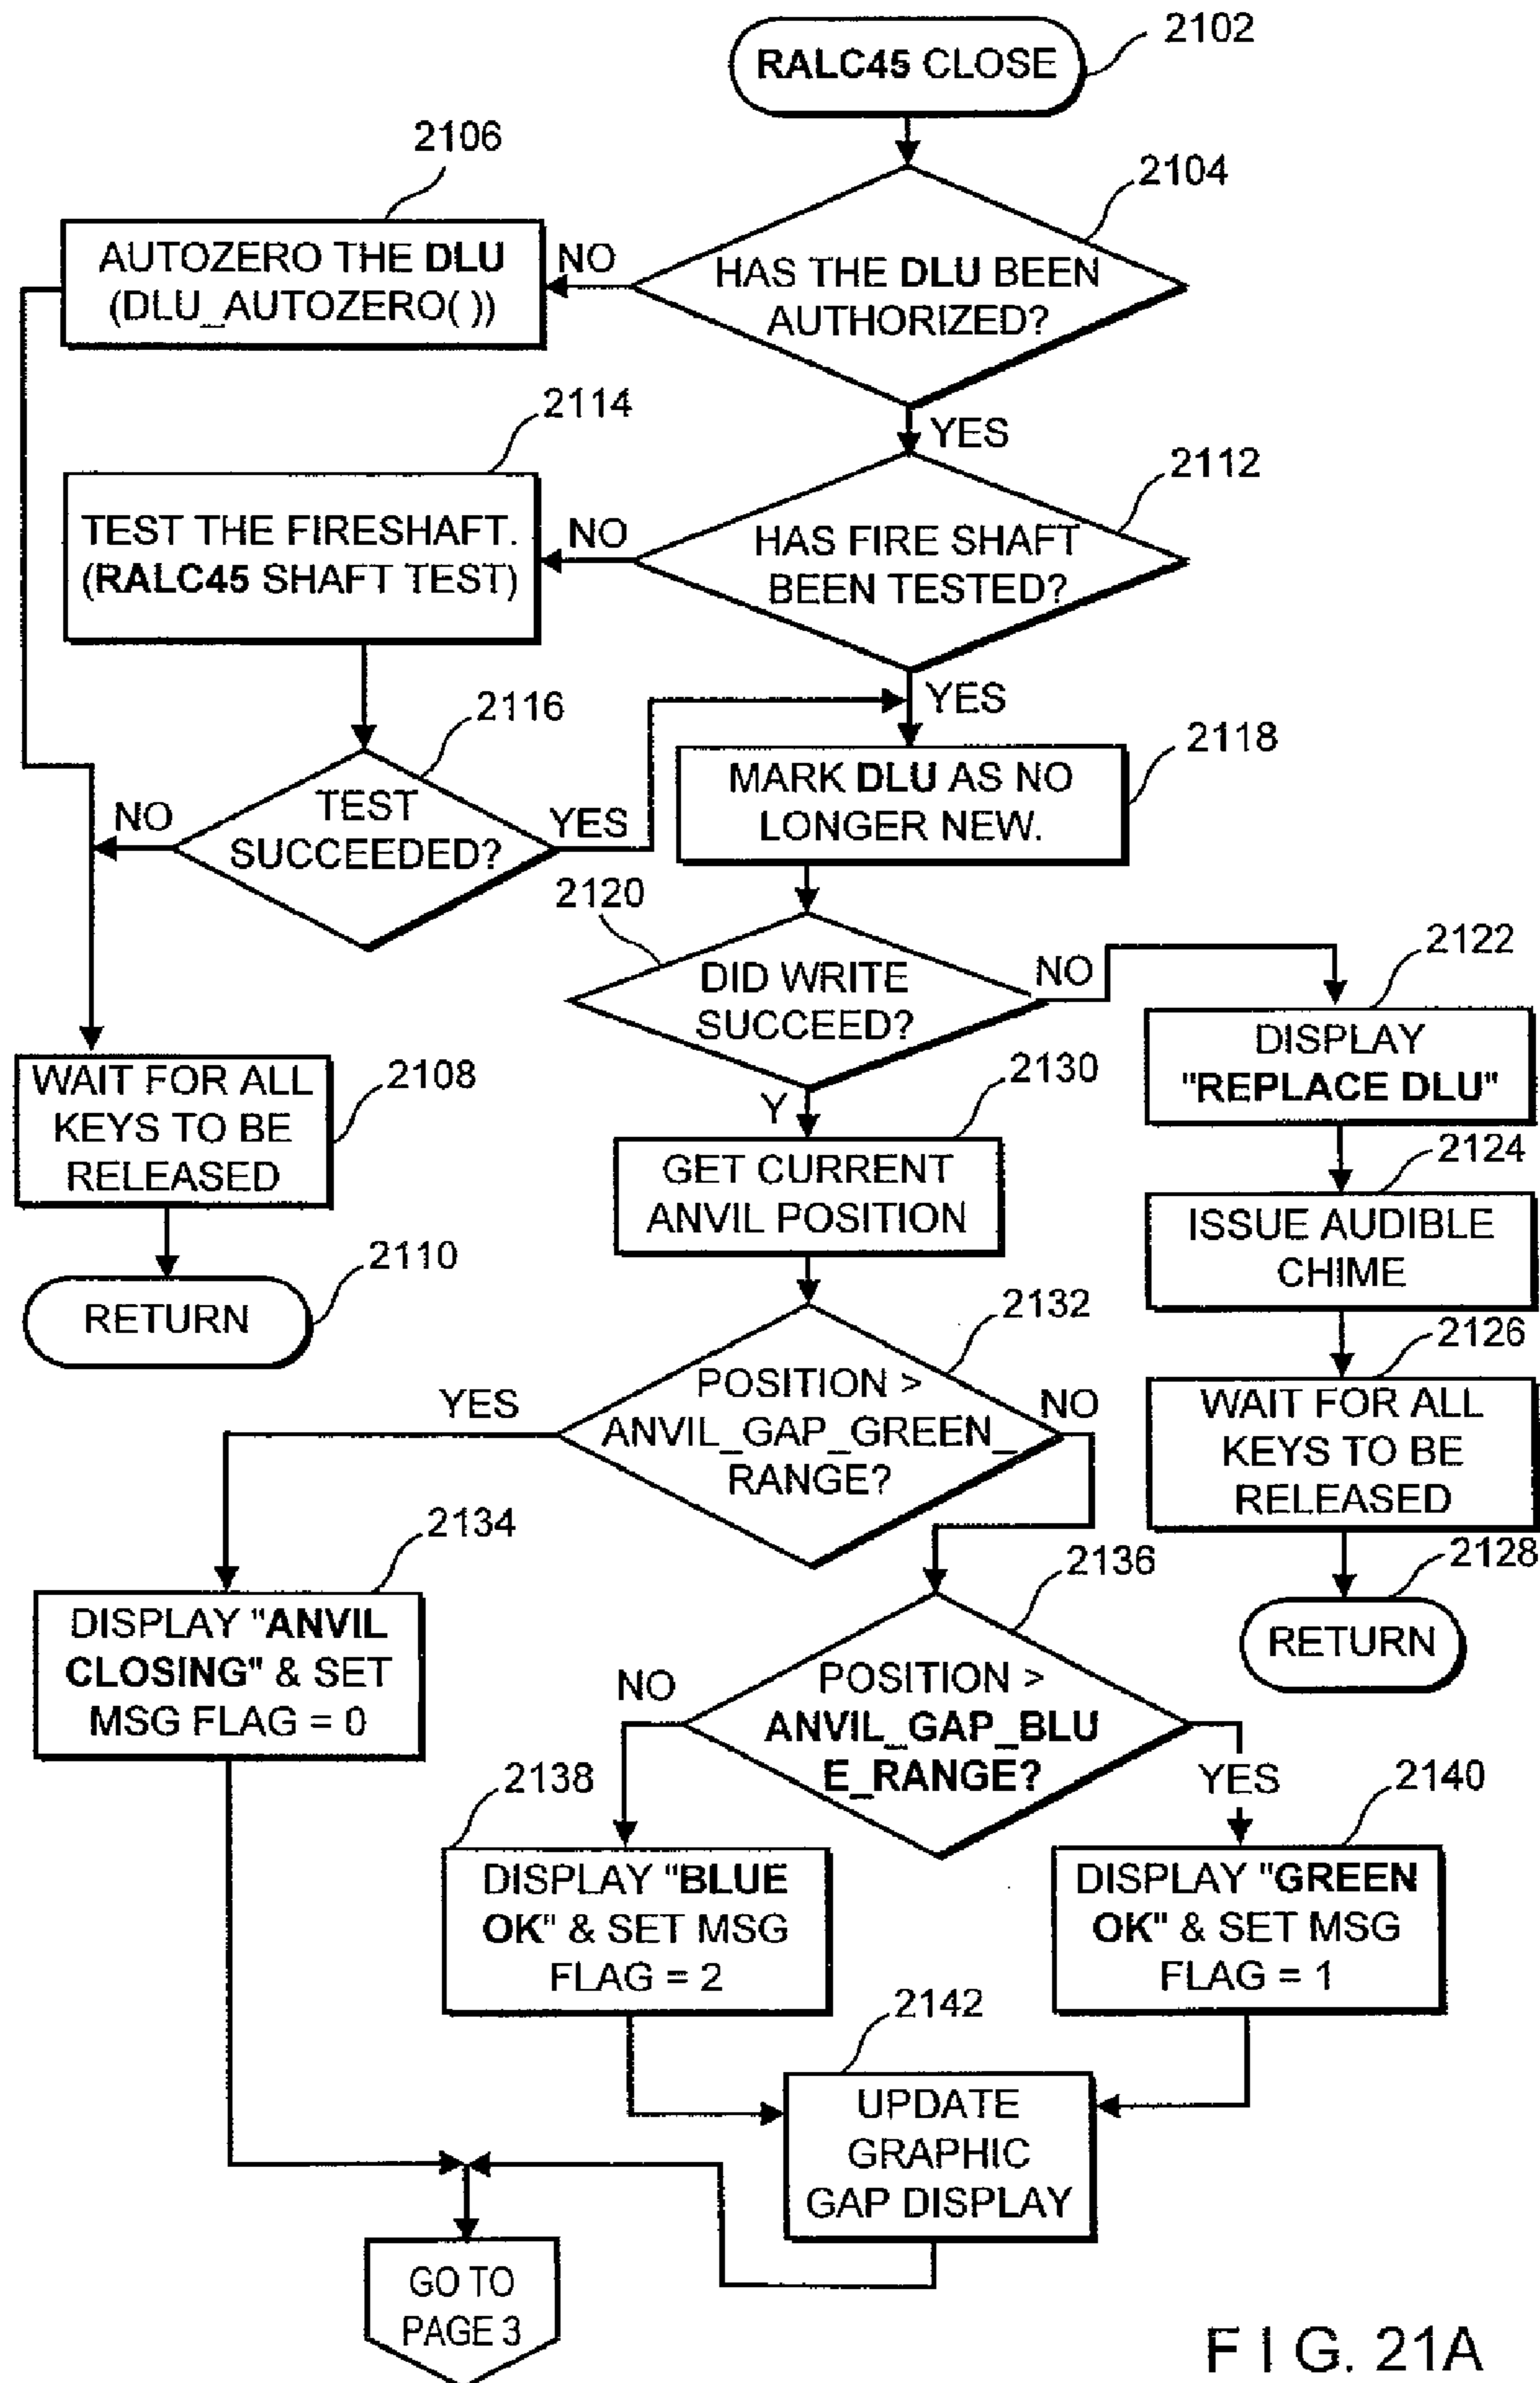 2102
RALC45 CLOSE
2106
2104
AUTOZERO THE DLU
(DLU_AUTOZERO( ))
NO
HAS THE DLU BEEN
AUTHORIZED?
2114
YES
2112
TEST THE FIRESHAFT.
(RALC45 SHAFT TEST)
NO
HAS FIRE SHAFT
BEEN TESTED?
2116
YES
2118
TEST
SUCCEEDED?
NO
YES
MARK DLU AS NO
LONGER NEW.
2120
DID WRITE
SUCCEED?
NO
2122
DISPLAY
"REPLACE DLU"
WAIT FOR ALL
KEYS TO BE
RELEASED
2108
Y
2130
GET CURRENT
ANVIL POSITION
2124
ISSUE AUDIBLE
CHIME
2110
RETURN
2132
2126
YES
POSITION >
ANVIL_GAP_GREEN_
RANGE?
NO
WAIT FOR ALL
KEYS TO BE
RELEASED
2134
2136
2128
DISPLAY "ANVIL
CLOSING" & SET
MSG FLAG = 0
RETURN
NO
POSITION >
ANVIL_GAP_BLU
E_RANGE?
YES
2138
2140
DISPLAY "BLUE
OK" & SET MSG
FLAG = 2
DISPLAY "GREEN
OK" & SET MSG
FLAG = 1
2142
UPDATE
GRAPHIC
GAP DISPLAY
GO TO
PAGE 3
F I G. 21A